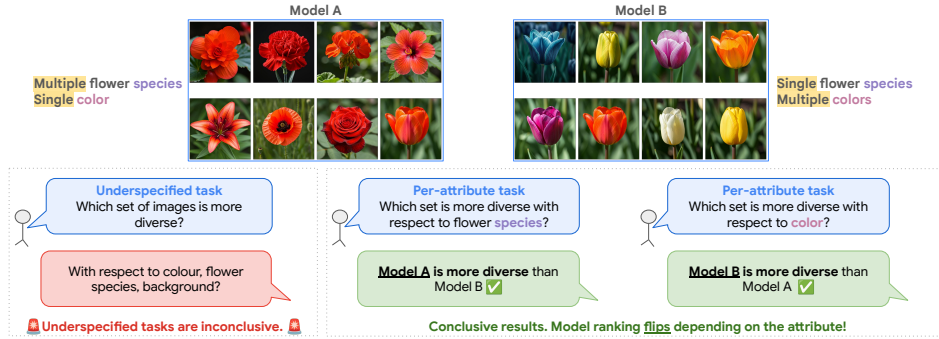 Model A
Model B
Multiple flower species
Single color
Single flower species
Multiple colors
Underspecified task
Which set of images is more
diverse?
With respect to colour, flower
species, background?
🚨Underspecified tasks are inconclusive. 🚨
Per-attribute task
Which set is more diverse with
respect to flower species?
Model A is more diverse than
Model B ✅
Per-attribute task
Which set is more diverse with
respect to color?
Model B is more diverse than
Model A ✅
Conclusive results. Model ranking flips depending on the attribute!